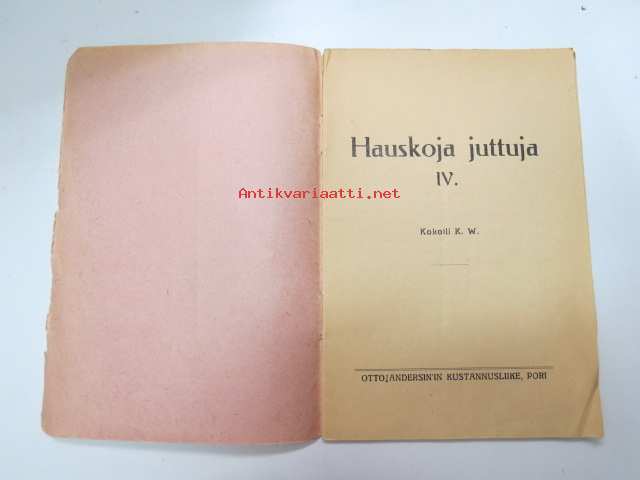 Antikvariaatti.net
Hauskoja juttuja
IV.
Kokoili K. W.
OTTO ANDERSIN'IN KUSTANNUSLIIKE, PORI